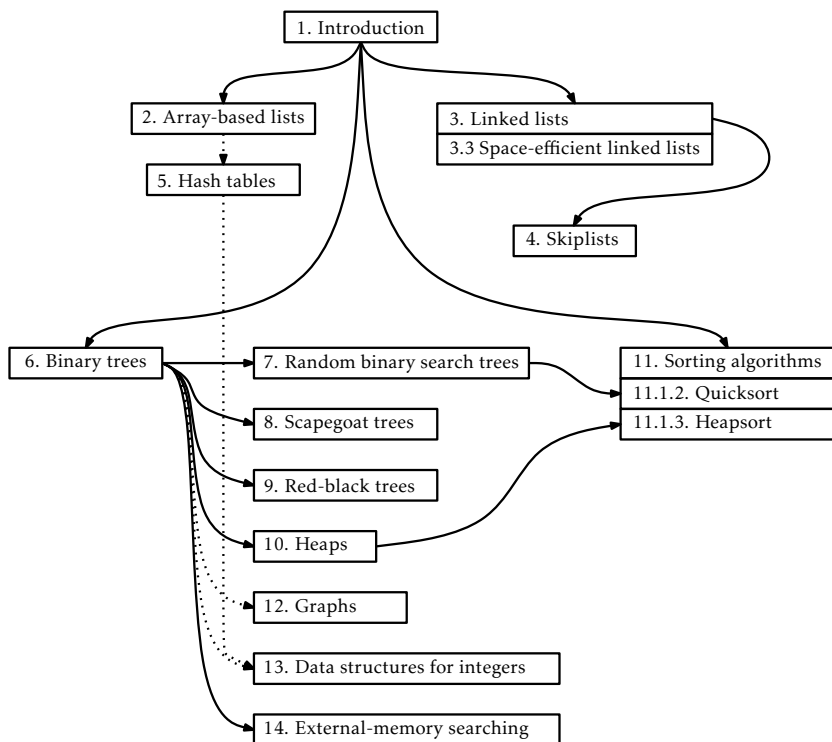 1. Introduction
2. Array-based lists
3. Linked lists
3.3 Space-efficient linked lists
5. Hash tables
4. Skiplists
6. Binary trees
7. Random binary search trees
11. Sorting algorithms
11.1.2. Quicksort
11.1.3. Heapsort
8. Scapegoat trees
9. Red-black trees
10. Heaps
12. Graphs
13. Data structures for integers
14. External-memory searching